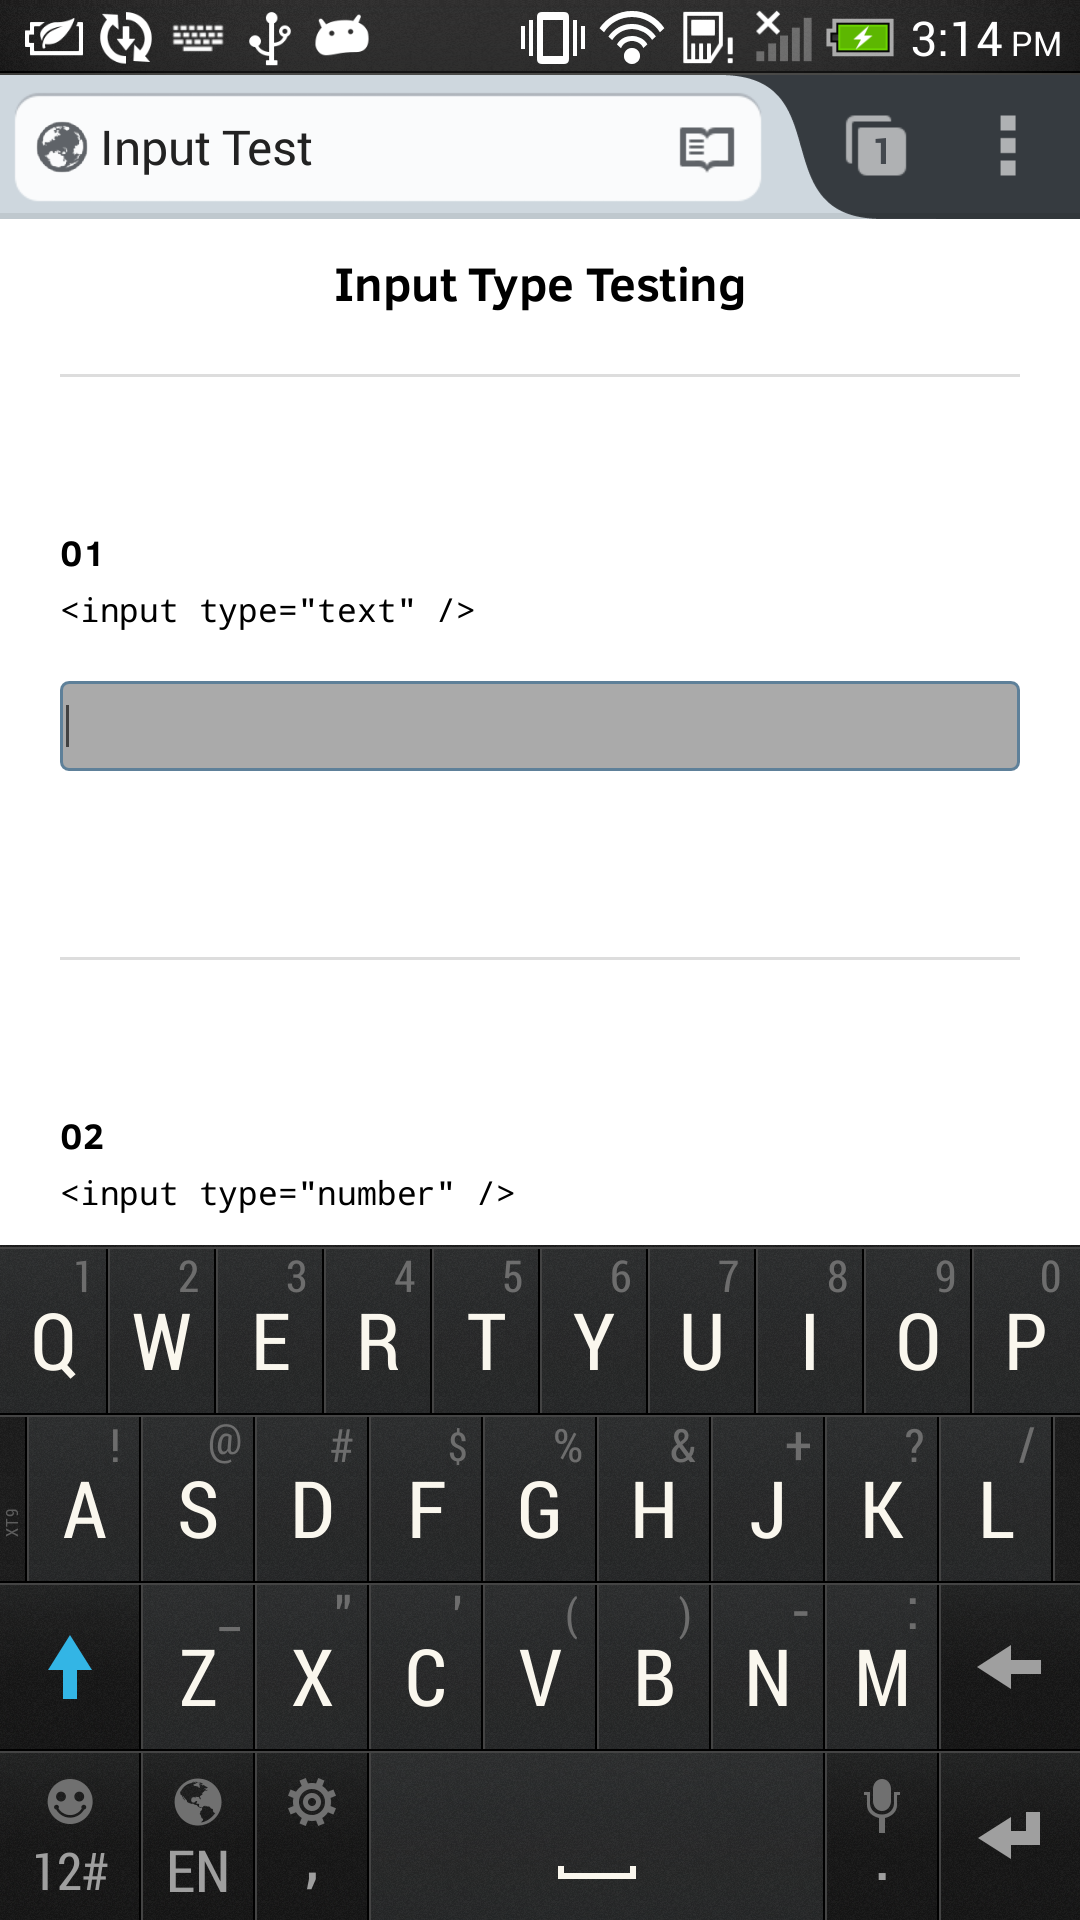 3:14 PM
Input Test
1
Input Type Testing
01
<input type="text" />
02
<input type="number" />
1 2 3 4 5 6 7 8 9 0
Q W E R T Y U I O P
! @ # $ % & + ? /
XT9 A S D F G H J K L
_ " ' ( ) - :
Z X C V B N M
12# EN , .